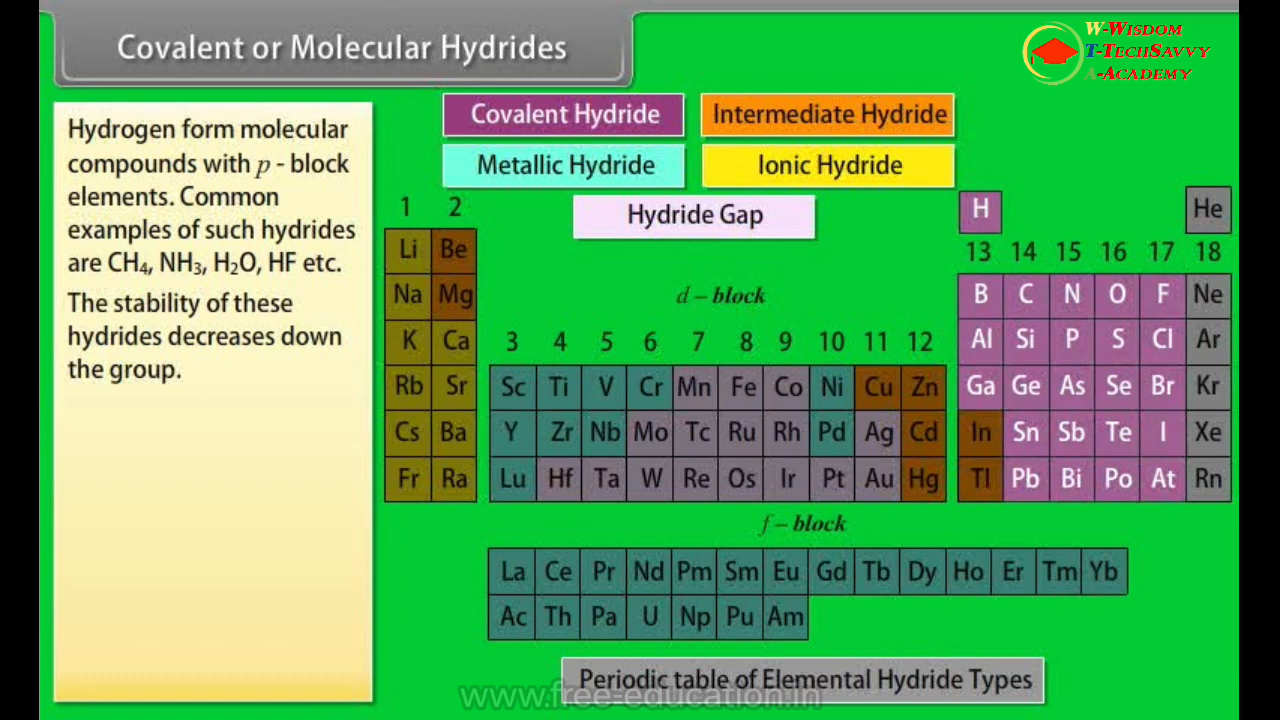 Covalent or Molecular Hydrides
W-WISDOM
T-TECHSAVVY
A-ACADEMY
Hydrogen form molecular
compounds with p - block
elements. Common
examples of such hydrides
are CH₄, NH₃, H₂O, HF etc.
The stability of these
hydrides decreases down
the group.
Covalent Hydride Intermediate Hydride
Metallic Hydride Ionic Hydride
Hydride Gap
1 2 H He
13 14 15 16 17 18
Li Be B C N O F Ne
d – block
Na Mg Al Si P S Cl Ar
3 4 5 6 7 8 9 10 11 12
K Ca Sc Ti V Cr Mn Fe Co Ni Cu Zn Ga Ge As Se Br Kr
Rb Sr Y Zr Nb Mo Tc Ru Rh Pd Ag Cd In Sn Sb Te I Xe
Cs Ba Lu Hf Ta W Re Os Ir Pt Au Hg Tl Pb Bi Po At Rn
Fr Ra
f – block
La Ce Pr Nd Pm Sm Eu Gd Tb Dy Ho Er Tm Yb
Ac Th Pa U Np Pu Am
Periodic table of Elemental Hydride Types
www.free-education.in